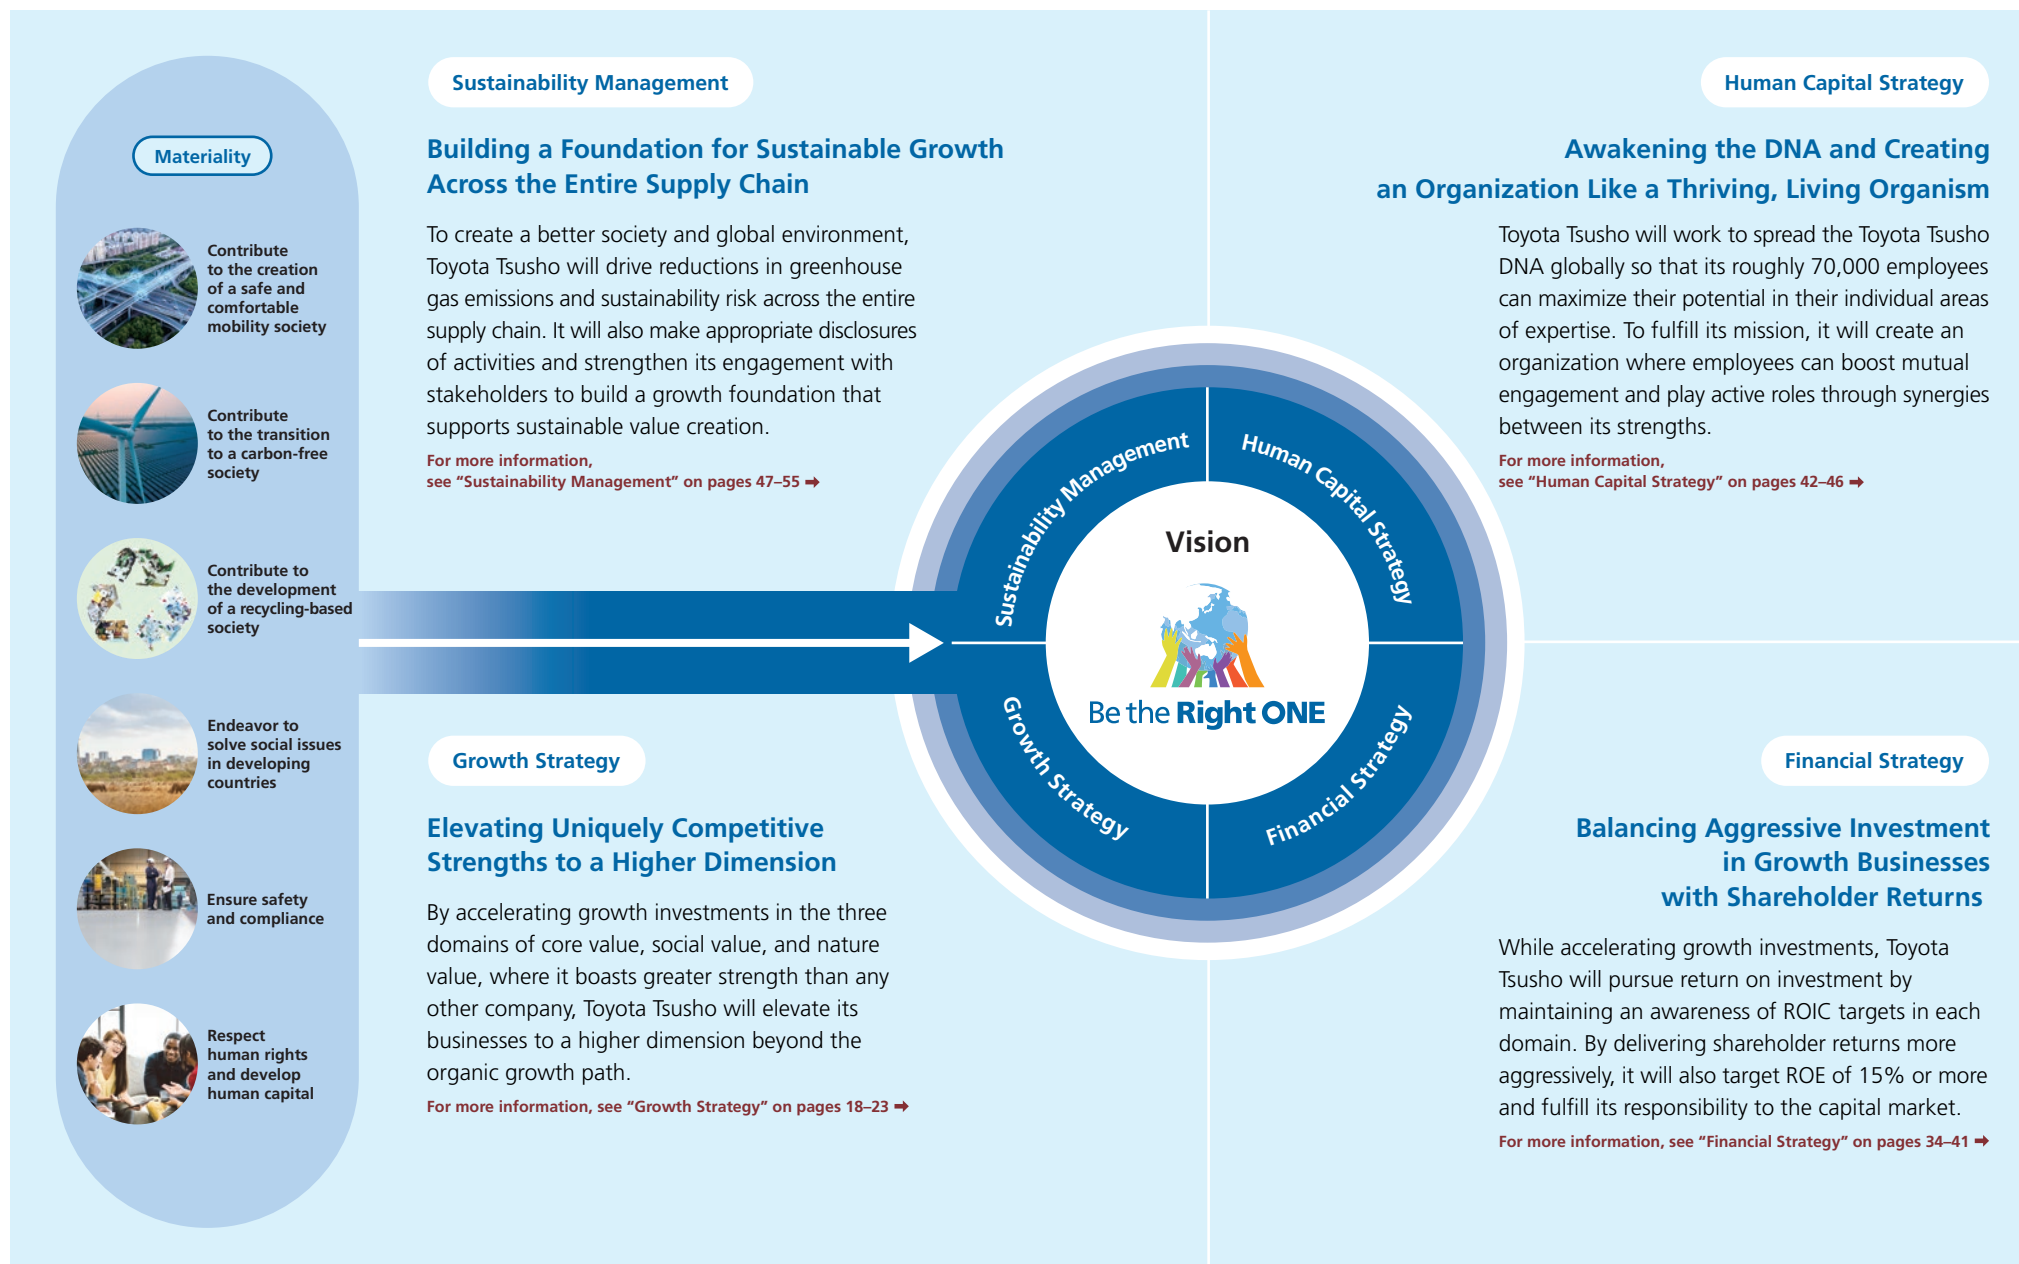 Materiality
Contribute
to the creation
of a safe and
comfortable
mobility society
Contribute
to the transition
to a carbon-free
society
Contribute to
the development
of a recycling-based
society
Endeavor to
solve social issues
in developing
countries
Ensure safety
and compliance
Respect
human rights
and develop
human capital
Sustainability Management
Building a Foundation for Sustainable Growth
Across the Entire Supply Chain
To create a better society and global environment,
Toyota Tsusho will drive reductions in greenhouse
gas emissions and sustainability risk across the entire
supply chain. It will also make appropriate disclosures
of activities and strengthen its engagement with
stakeholders to build a growth foundation that
supports sustainable value creation.
For more information,
see “Sustainability Management” on pages 47–55 ➡
Human Capital Strategy
Awakening the DNA and Creating
an Organization Like a Thriving, Living Organism
Toyota Tsusho will work to spread the Toyota Tsusho
DNA globally so that its roughly 70,000 employees
can maximize their potential in their individual areas
of expertise. To fulfill its mission, it will create an
organization where employees can boost mutual
engagement and play active roles through synergies
between its strengths.
For more information,
see “Human Capital Strategy” on pages 42–46 ➡
Sustainability Management
Human Capital Strategy
Vision
Be the Right ONE
Growth Strategy
Financial Strategy
Growth Strategy
Elevating Uniquely Competitive
Strengths to a Higher Dimension
By accelerating growth investments in the three
domains of core value, social value, and nature
value, where it boasts greater strength than any
other company, Toyota Tsusho will elevate its
businesses to a higher dimension beyond the
organic growth path.
For more information, see “Growth Strategy” on pages 18–23 ➡
Financial Strategy
Balancing Aggressive Investment
in Growth Businesses
with Shareholder Returns
While accelerating growth investments, Toyota
Tsusho will pursue return on investment by
maintaining an awareness of ROIC targets in each
domain. By delivering shareholder returns more
aggressively, it will also target ROE of 15% or more
and fulfill its responsibility to the capital market.
For more information, see “Financial Strategy” on pages 34–41 ➡